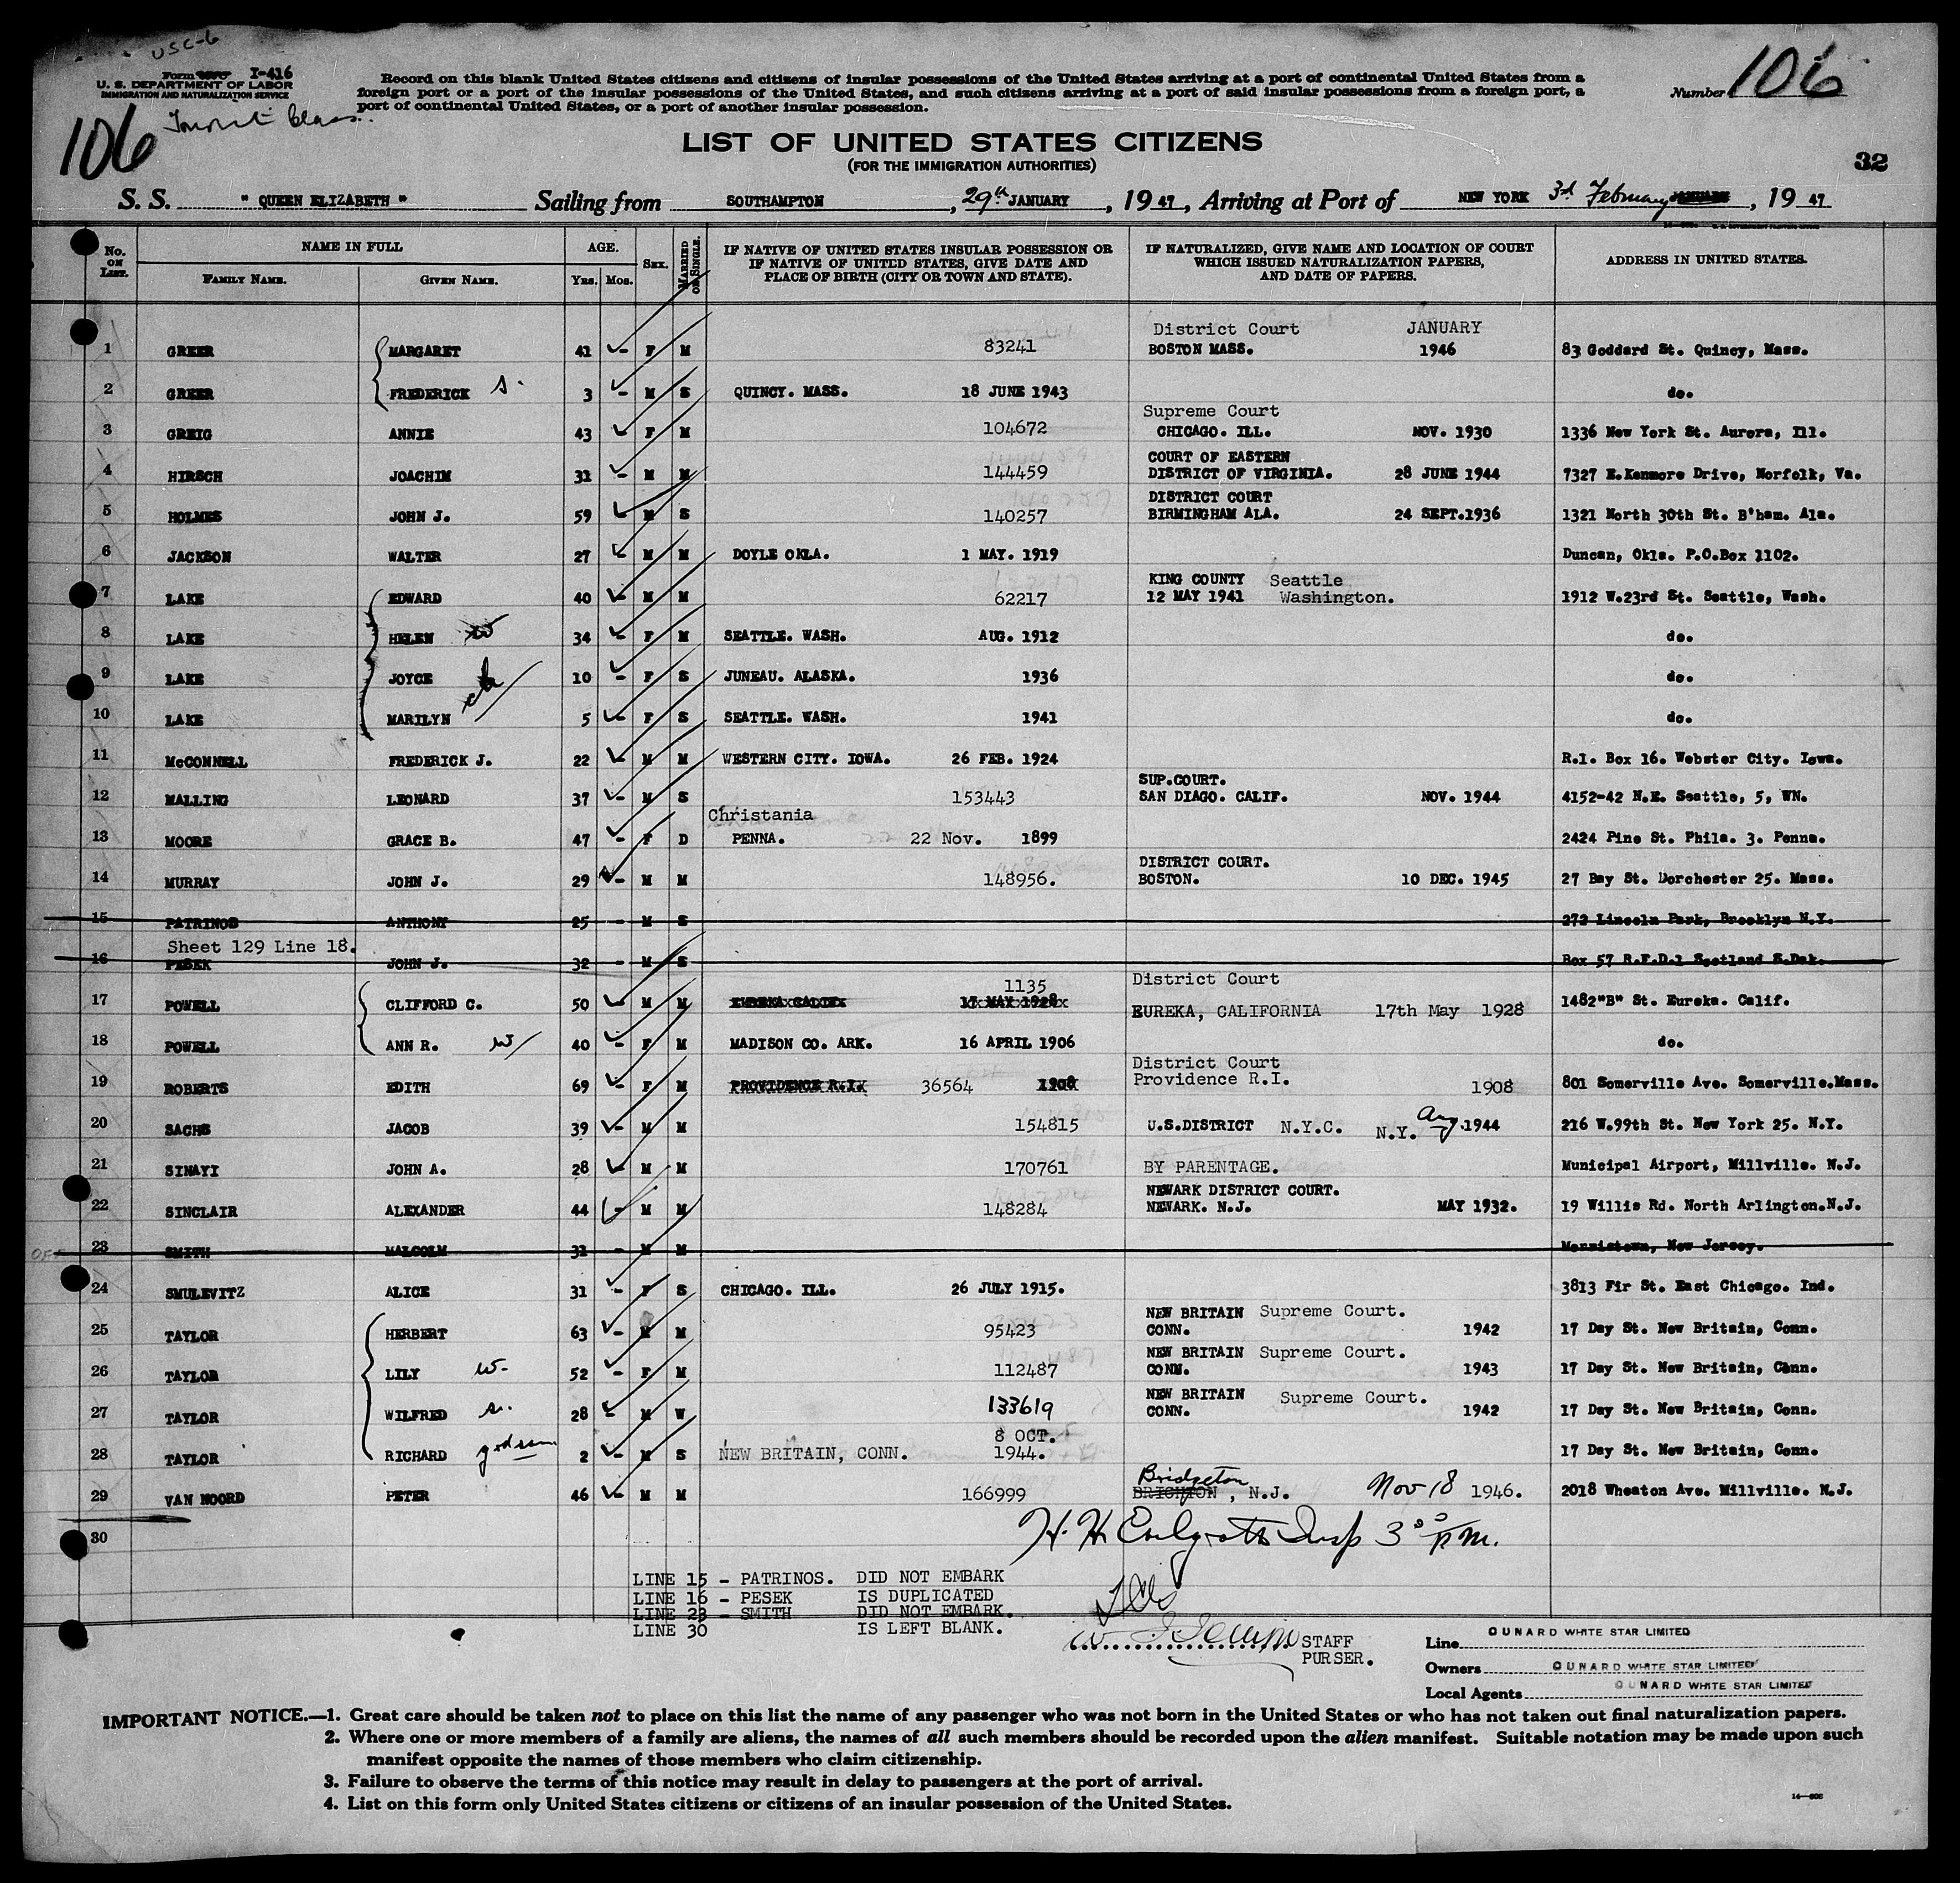 USC-6
Form I-416
U. S. DEPARTMENT OF LABOR
IMMIGRATION AND NATURALIZATION SERVICE
Record on this blank United States citizens and citizens of insular possessions of the United States arriving at a port of continental United States from a
foreign port or a port of the insular possessions of the United States, and such citizens arriving at a port of said insular possessions from a foreign port, a
port of continental United States, or a port of another insular possession.
Number 106
106 Tourist Class.
LIST OF UNITED STATES CITIZENS
(FOR THE IMMIGRATION AUTHORITIES)
32
S. S. " QUEEN ELIZABETH " Sailing from SOUTHAMPTON, 29th JANUARY, 1947, Arriving at Port of NEW YORK 3d February JANUARY, 1947
No. ON LIST. NAME IN FULL FAMILY NAME. GIVEN NAME. AGE. YRS. MOS. SEX. MARRIED OR SINGLE. IF NATIVE OF UNITED STATES INSULAR POSSESSION OR IF NATIVE OF UNITED STATES, GIVE DATE AND PLACE OF BIRTH (CITY OR TOWN AND STATE). IF NATURALIZED, GIVE NAME AND LOCATION OF COURT WHICH ISSUED NATURALIZATION PAPERS, AND DATE OF PAPERS. ADDRESS IN UNITED STATES.
District Court JANUARY
1 GREER MARGARET 41 - F M 83241 BOSTON MASS. 1946 83 Goddard St. Quincy, Mass.
2 GREER FREDERICK s. 3 - M S QUINCY. MASS. 18 JUNE 1943 do.
Supreme Court
3 GREIG ANNIE 43 F M 104672 CHICAGO. ILL. NOV. 1930 1336 New York St. Aurora, Ill.
COURT OF EASTERN
4 HIRSCH JOACHIM 32 - M M 144459 DISTRICT OF VIRGINIA. 28 JUNE 1944 7327 E.Kenmore Drive, Norfolk, Va.
DISTRICT COURT
5 HOLMES JOHN J. 59 - M S 140257 BIRMINGHAM ALA. 24 SEPT.1936 1321 North 30th St. B'ham. Ala.
6 JACKSON WALTER 27 - M M DOYLE OKLA. 1 MAY. 1919 Duncan, Okla. P.O.Box 1102.
KING COUNTY Seattle
7 LAKE EDWARD 40 - M M 62217 12 MAY 1941 Washington. 1912 W.23rd St. Seattle, Wash.
8 LAKE HELEN w 34 - F M SEATTLE. WASH. AUG. 1912 do.
9 LAKE JOYCE ch 10 - F S JUNEAU. ALASKA. 1936 do.
10 LAKE MARILYN 5 - F S SEATTLE. WASH. 1941 do.
11 McCONNELL FREDERICK J. 22 - M M WESTERN CITY. IOWA. 26 FEB. 1924 R.I. Box 16. Webster City. Iowa.
SUP.COURT.
12 MALLING LEONARD 37 - M S 153443 SAN DIAGO. CALIF. NOV. 1944 4152-42 N.E. Seattle, 5, WN.
Christania
13 MOORE GRACE B. 47 - F D PENNA. 22 Nov. 1899 2424 Pine St. Phila. 3. Penna.
DISTRICT COURT.
14 MURRAY JOHN J. 29 - M M 148956. BOSTON. 10 DEC. 1945 27 Bay St. Dorchester 25. Mass.
15 PATRINOS ANTHONY 25 - M S 272 Lincoln Park, Brooklyn N.Y.
Sheet 129 Line 18.
16 PESEK JOHN J. 32 - M S Box 57 R.F.D.1 Scotland S.Dak.
1135 District Court
17 POWELL CLIFFORD C. 50 - M M EUREKA CALIF. 17 MAY 1928 EUREKA, CALIFORNIA 17th May 1928 1482"B" St. Eureka. Calif.
18 POWELL ANN R. w 40 - F M MADISON CO. ARK. 16 APRIL 1906 do.
District Court
19 ROBERTS EDITH 69 - F M PROVIDENCE R.I. 36564 1908 Providence R.I. 1908 801 Somerville Ave. Somerville.Mass.
20 SACHS JACOB 39 - M M 154815 U.S.DISTRICT N.Y.C. N.Y. Aug. 1944 216 W.99th St. New York 25. N.Y.
21 SINAYI JOHN A. 28 - M M 170761 BY PARENTAGE. Municipal Airport, Millville. N.J.
NEWARK DISTRICT COURT.
22 SINCLAIR ALEXANDER 44 - M M 148284 NEWARK. N.J. MAY 1932. 19 Willis Rd. North Arlington.N.J.
23 SMITH MALCOLM 32 - M M Morristown, New Jersey.
24 SMULEVITZ ALICE 31 - F S CHICAGO. ILL. 26 JULY 1915. 3813 Fir St. East Chicago. Ind.
NEW BRITAIN Supreme Court.
25 TAYLOR HERBERT 63 - M M 95423 CONN. 1942 17 Day St. New Britain, Conn.
NEW BRITAIN Supreme Court.
26 TAYLOR LILY w- 52 - F M 112487 CONN. 1943 17 Day St. New Britain, Conn.
NEW BRITAIN Supreme Court.
27 TAYLOR WILFRED s. 28 - M W 133619 CONN. 1942 17 Day St. New Britain, Conn.
8 OCT.
28 TAYLOR RICHARD gdson 2 - M S NEW BRITAIN, CONN. 1944. 17 Day St. New Britain, Conn.
Bridgeton
29 VAN NOORD PETER 46 - M M 166999 BRIGHTON, N.J. Nov 18 1946. 2018 Wheaton Ave. Millville. N.J.
30 H. H. Insp 3 00 P.M.
LINE 15 - PATRINOS. DID NOT EMBARK
LINE 16 - PESEK IS DUPLICATED
LINE 23 - SMITH DID NOT EMBARK.
LINE 30 IS LEFT BLANK.
STAFF
PURSER.
Line CUNARD WHITE STAR LIMITED
Owners CUNARD WHITE STAR LIMITED
Local Agents CUNARD WHITE STAR LIMITED
IMPORTANT NOTICE.—1. Great care should be taken not to place on this list the name of any passenger who was not born in the United States or who has not taken out final naturalization papers.
2. Where one or more members of a family are aliens, the names of all such members should be recorded upon the alien manifest. Suitable notation may be made upon such
manifest opposite the names of those members who claim citizenship.
3. Failure to observe the terms of this notice may result in delay to passengers at the port of arrival.
4. List on this form only United States citizens or citizens of an insular possession of the United States.